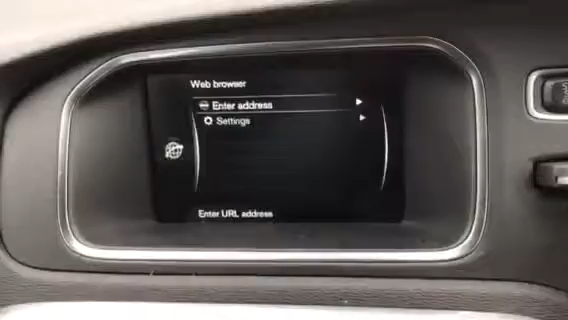 Web browser
Enter address
Settings
Enter URL address